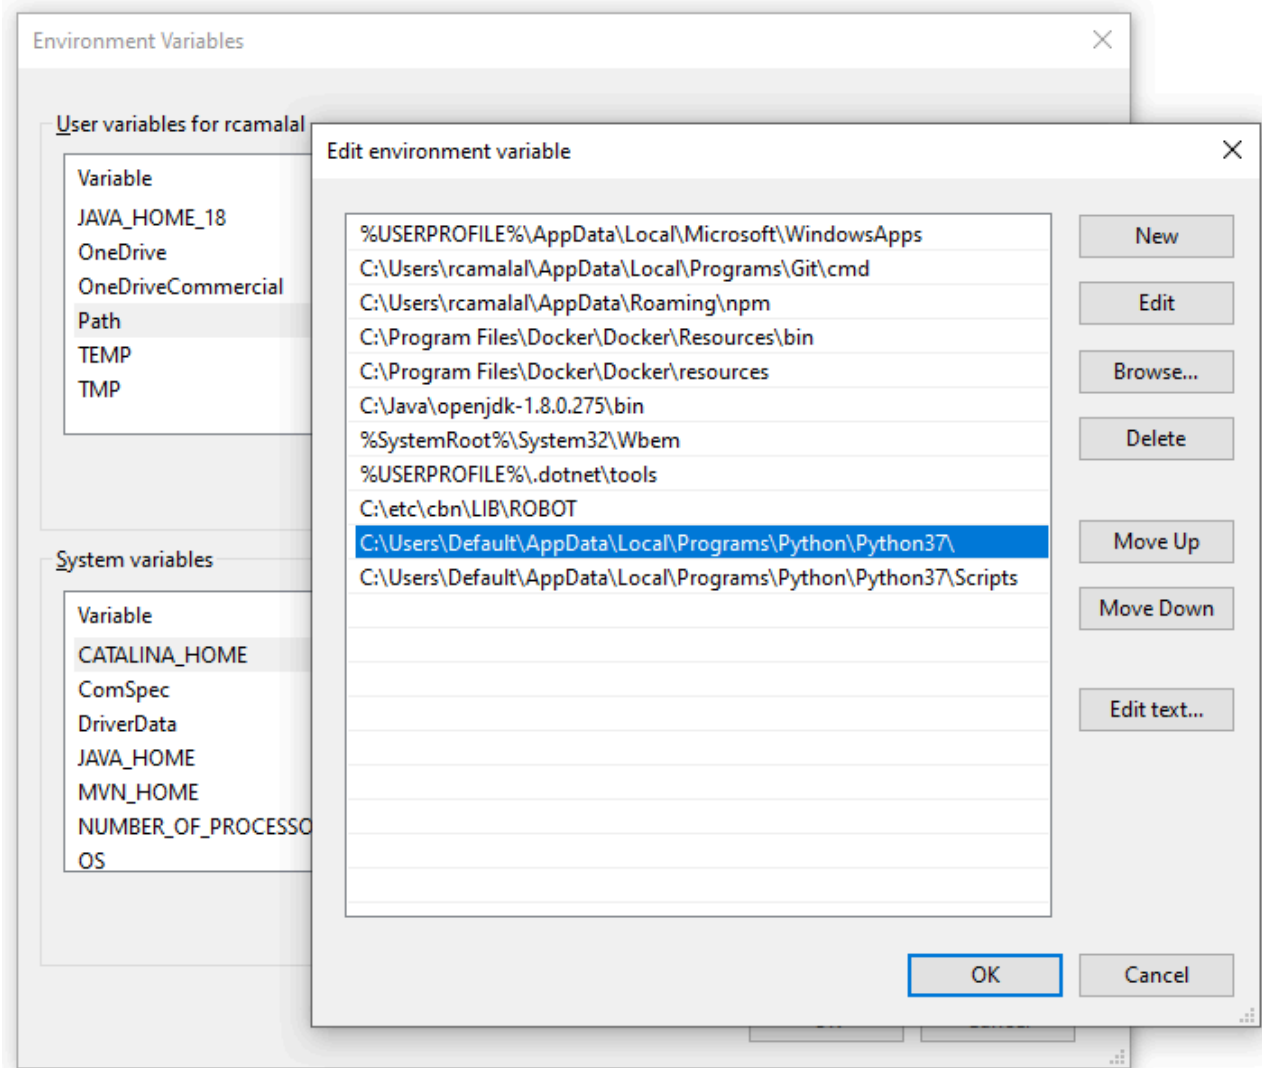 Environment Variables
User variables for rcamalal
Variable
JAVA_HOME_18
OneDrive
OneDriveCommercial
Path
TEMP
TMP
System variables
Variable
CATALINA_HOME
ComSpec
DriverData
JAVA_HOME
MVN_HOME
NUMBER_OF_PROCESSO
OS
Edit environment variable
%USERPROFILE%\AppData\Local\Microsoft\WindowsApps
C:\Users\rcamalal\AppData\Local\Programs\Git\cmd
C:\Users\rcamalal\AppData\Roaming\npm
C:\Program Files\Docker\Docker\Resources\bin
C:\Program Files\Docker\Docker\resources
C:\Java\openjdk-1.8.0.275\bin
%SystemRoot%\System32\Wbem
%USERPROFILE%\.dotnet\tools
C:\etc\cbn\LIB\ROBOT
C:\Users\Default\AppData\Local\Programs\Python\Python37\
C:\Users\Default\AppData\Local\Programs\Python\Python37\Scripts
New
Edit
Browse...
Delete
Move Up
Move Down
Edit text...
OK
Cancel